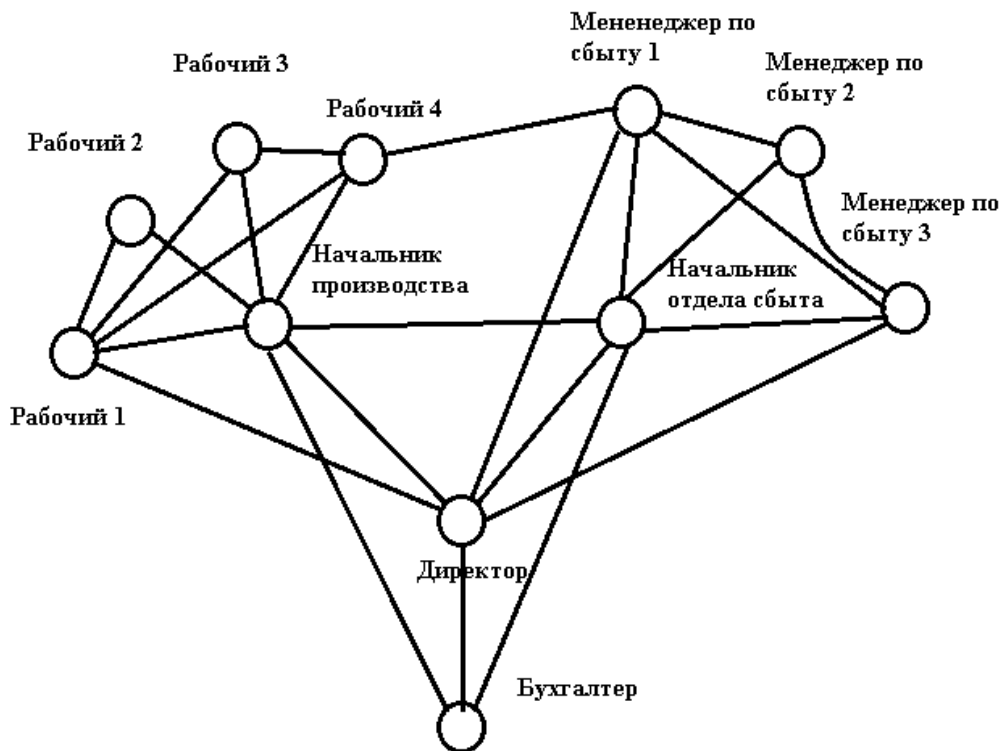 Мененеджер по
сбыту 1
Рабочий 3
Менеджер по
сбыту 2
Рабочий 4
Рабочий 2
Менеджер по
сбыту 3
Начальник
производства
Начальник
отдела сбыта
Рабочий 1
Директор
Бухгалтер